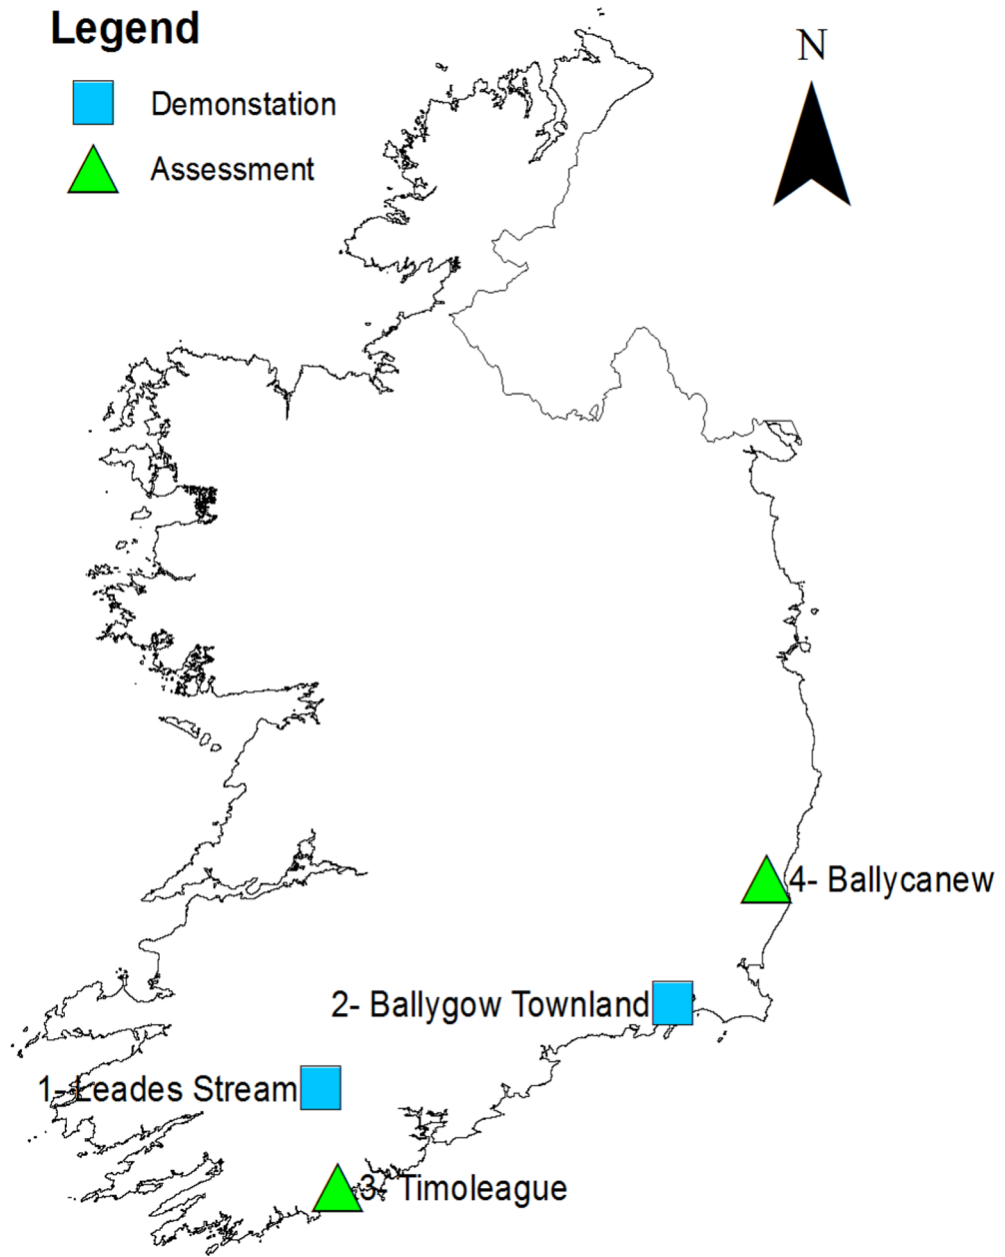 Legend
N
Demonstation
Assessment
4- Ballycanew
2- Ballygow Townland
1- Leades Stream
3- Timoleague